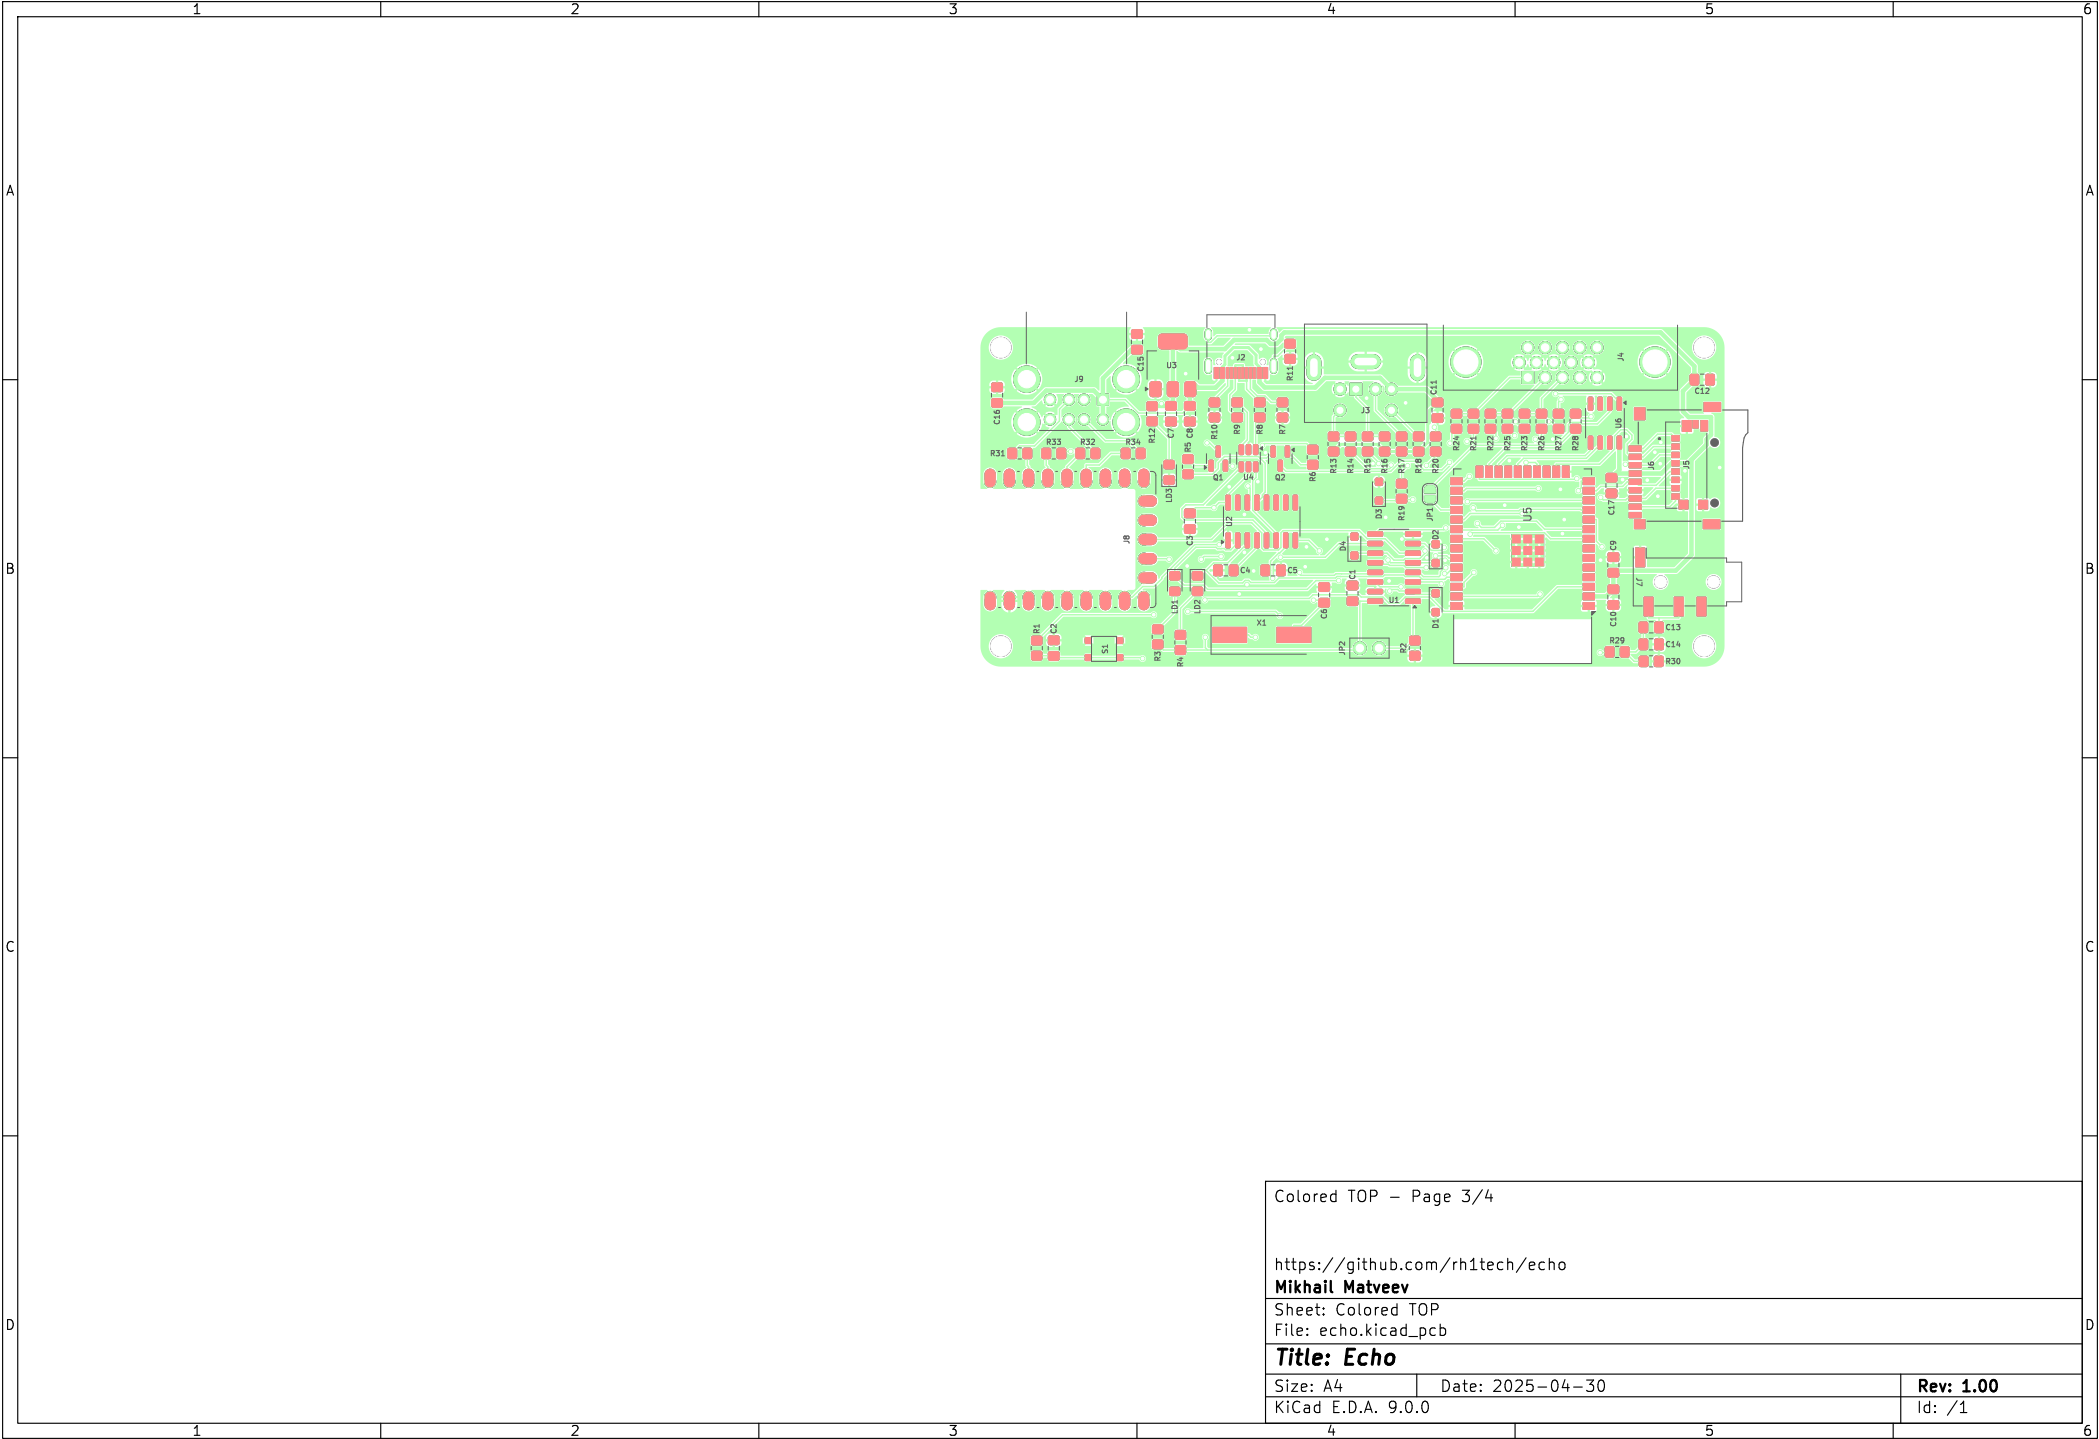 1 2 3 4 5 6
A A
J9
C15
U3
J2
R11
J3
C11
J4
C12
C16
R12
C7
C8
R10
R9
R8
R7
R24
R21
R22
R25
R23
R26
R27
R28
U6
R31
R33
R32
R34
LD3
R5
Q1
U4
Q2
R6
R13
R14
R15
R16
R17
R18
R20
J6
J5
U2
C3
D3
R19
JP1
U5
C17
B B
J8
C4
C5
D4
D2
C9
J7
LD1
LD2
C6
C1
U1
D1
C10
R1
C2
S1
R3
R4
X1
JP2
R2
R29
C13
C14
R30
C C
Colored TOP - Page 3/4
https://github.com/rh1tech/echo
Mikhail Matveev
Sheet: Colored TOP
File: echo.kicad_pcb
D D
Title: Echo
Size: A4 Date: 2025-04-30 Rev: 1.00
KiCad E.D.A. 9.0.0 Id: /1
1 2 3 4 5 6